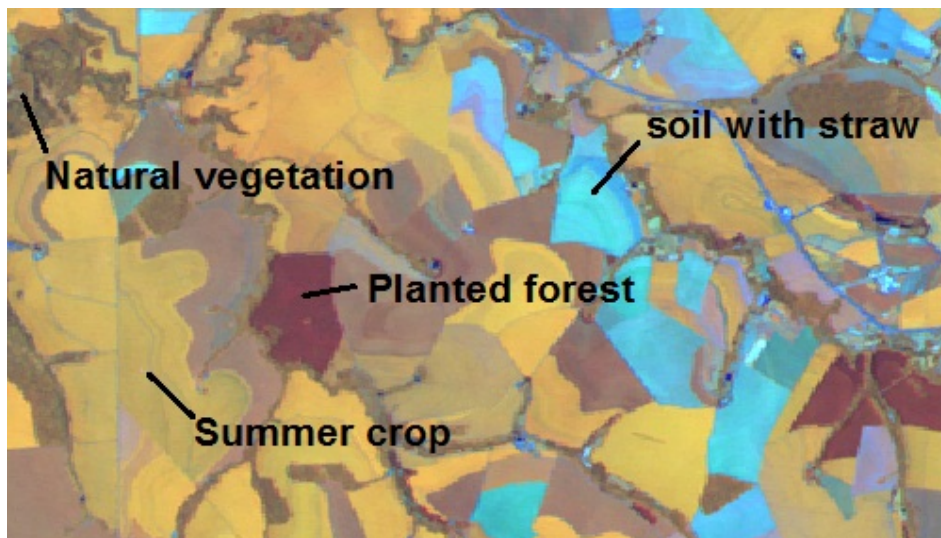 soil with straw
Natural vegetation
Planted forest
Summer crop